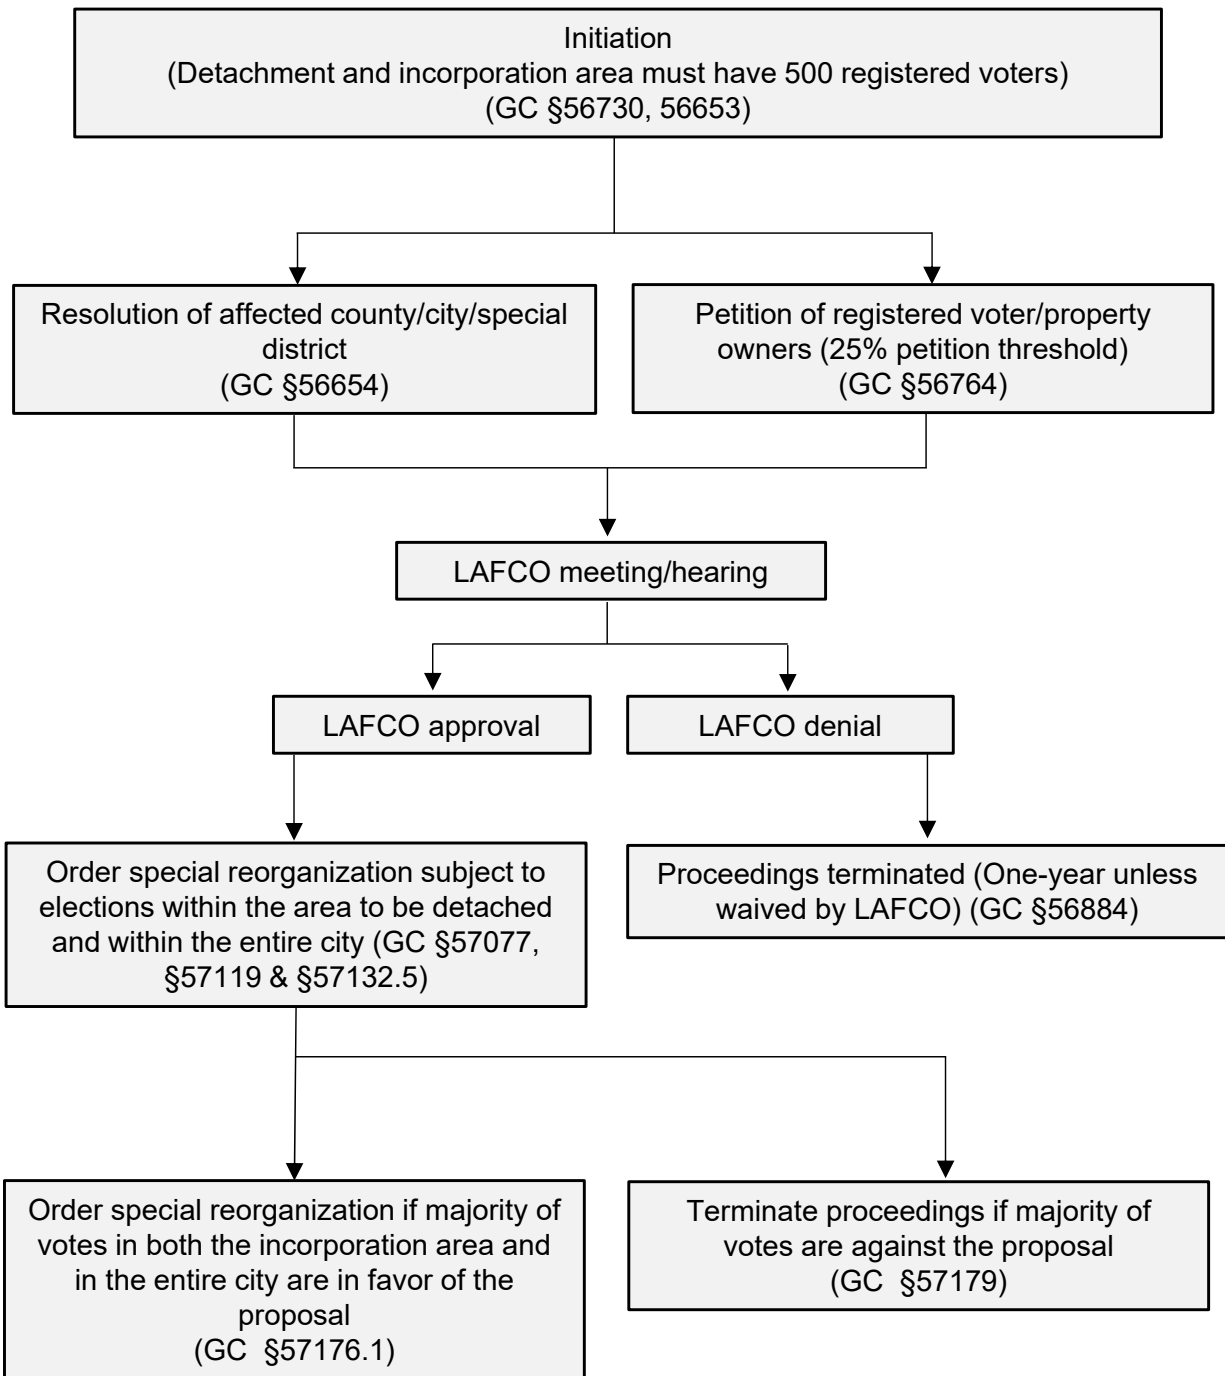 Initiation
(Detachment and incorporation area must have 500 registered voters)
(GC §56730, 56653)
Resolution of affected county/city/special
district
(GC §56654)
Petition of registered voter/property
owners (25% petition threshold)
(GC §56764)
LAFCO meeting/hearing
LAFCO approval
LAFCO denial
Order special reorganization subject to
elections within the area to be detached
and within the entire city (GC §57077,
§57119 & §57132.5)
Proceedings terminated (One-year unless
waived by LAFCO) (GC §56884)
Order special reorganization if majority of
votes in both the incorporation area and
in the entire city are in favor of the
proposal
(GC  §57176.1)
Terminate proceedings if majority of
votes are against the proposal
(GC  §57179)